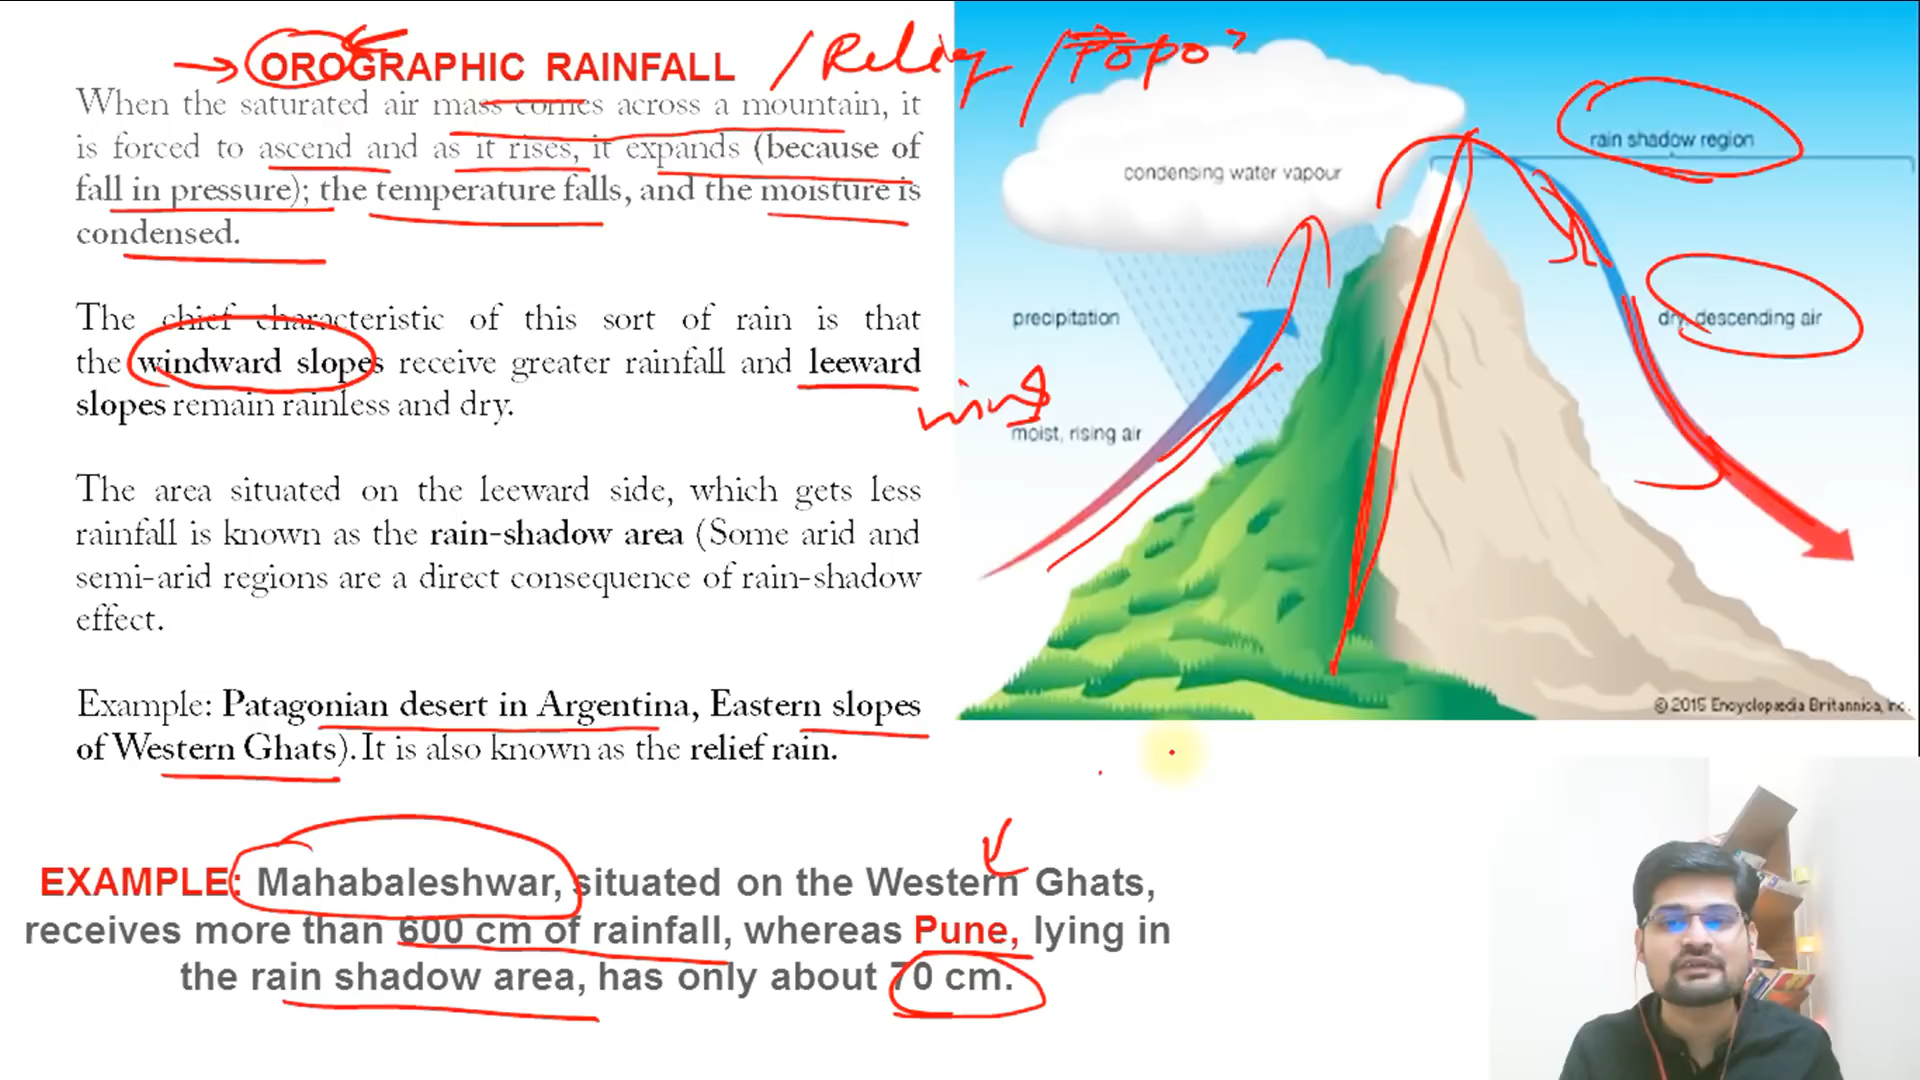 OROGRAPHIC RAINFALL
When the saturated air mass comes across a mountain, it
is forced to ascend and as it rises, it expands (because of
fall in pressure); the temperature falls, and the moisture is
condensed.
The chief characteristic of this sort of rain is that
the windward slopes receive greater rainfall and leeward
slopes remain rainless and dry.
The area situated on the leeward side, which gets less
rainfall is known as the rain-shadow area (Some arid and
semi-arid regions are a direct consequence of rain-shadow
effect.
Example: Patagonian desert in Argentina, Eastern slopes
of Western Ghats). It is also known as the relief rain.
EXAMPLE: Mahabaleshwar, situated on the Western Ghats,
receives more than 600 cm of rainfall, whereas Pune, lying in
the rain shadow area, has only about 70 cm.
condensing water vapour
rain shadow region
precipitation
dry, descending air
moist, rising air
© 2015 Encyclopædia Britannica, Inc.